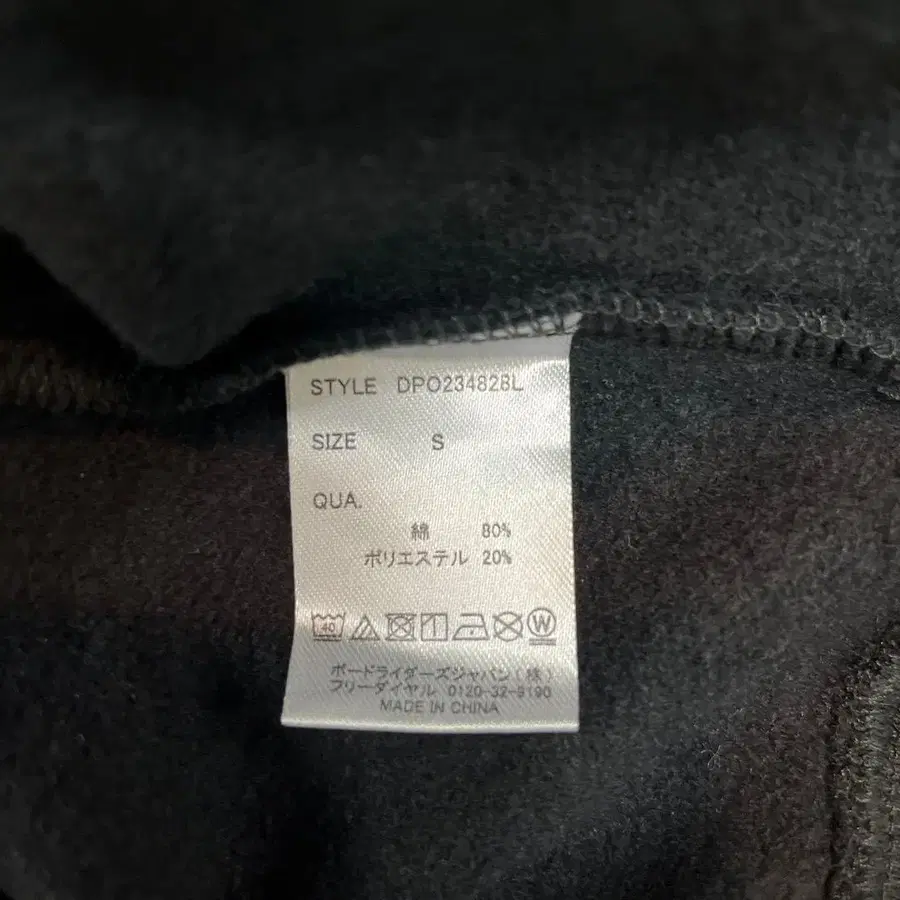 STYLE DPO234828L
SIZE S
QUA.
綿 80%
ポリエステル 20%
40 W
ボードライダーズジャパン(株)
フリーダイヤル 0120-32-9190
MADE IN CHINA